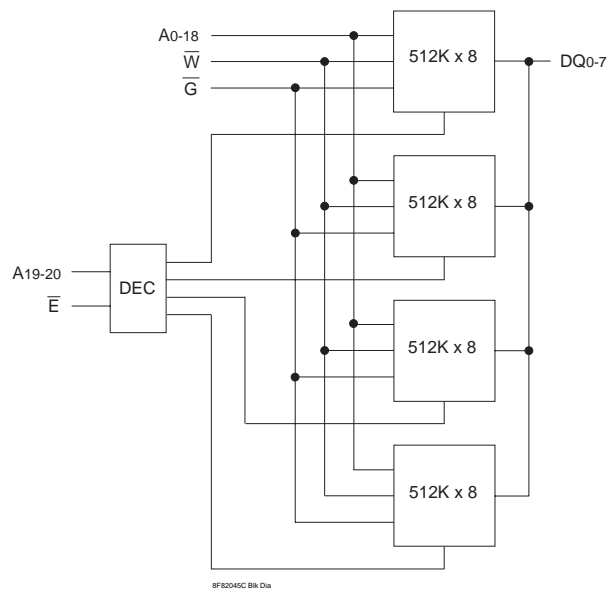 A0-18
W̅
G̅
512K x 8
DQ0-7
512K x 8
A19-20
E̅
DEC
512K x 8
512K x 8
8F82045C Blk Dia